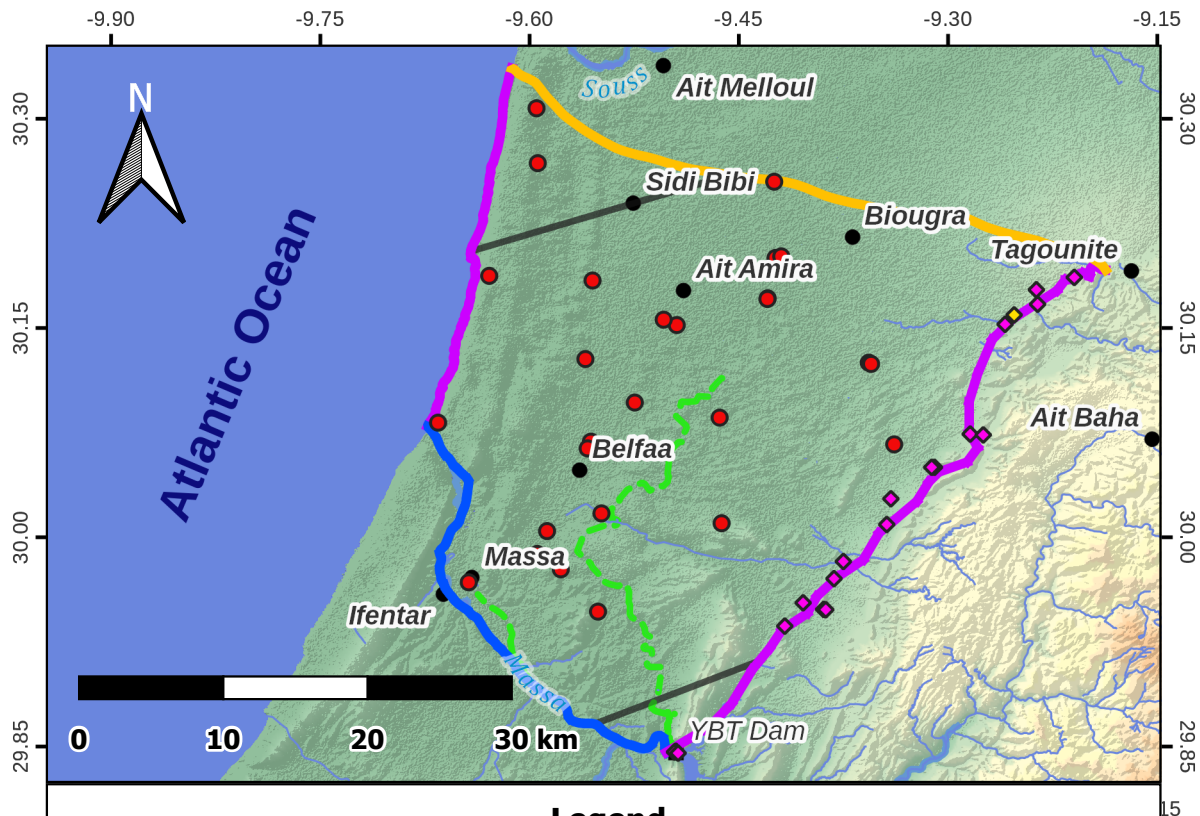 -9.90 -9.75 -9.60 -9.45 -9.30 -9.15
N
Souss
Ait Melloul
30.30
30.30
Sidi Bibi
Biougra
Tagounite
Atlantic Ocean
Ait Amira
30.15
30.15
Ait Baha
Belfaa
30.00
30.00
Massa
Ifentar
Massa
YBT Dam
0 10 20 30 km
29.85
29.85
Legend
15